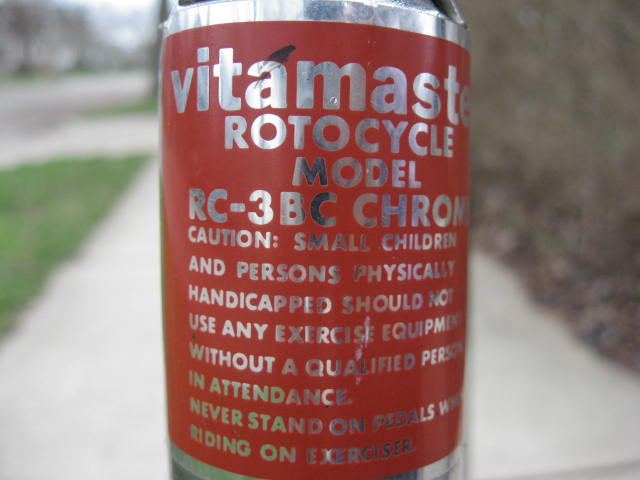 vitamaste
ROTOCYCLE
MODEL
RC-3BC CHROM
CAUTION: SMALL CHILDREN
AND PERSONS PHYSICALLY
HANDICAPPED SHOULD NOT
USE ANY EXERCISE EQUIPMENT
WITHOUT A QUALIFIED PERSON
IN ATTENDANCE.
NEVER STAND ON PEDALS WHI
RIDING ON EXERCISER.